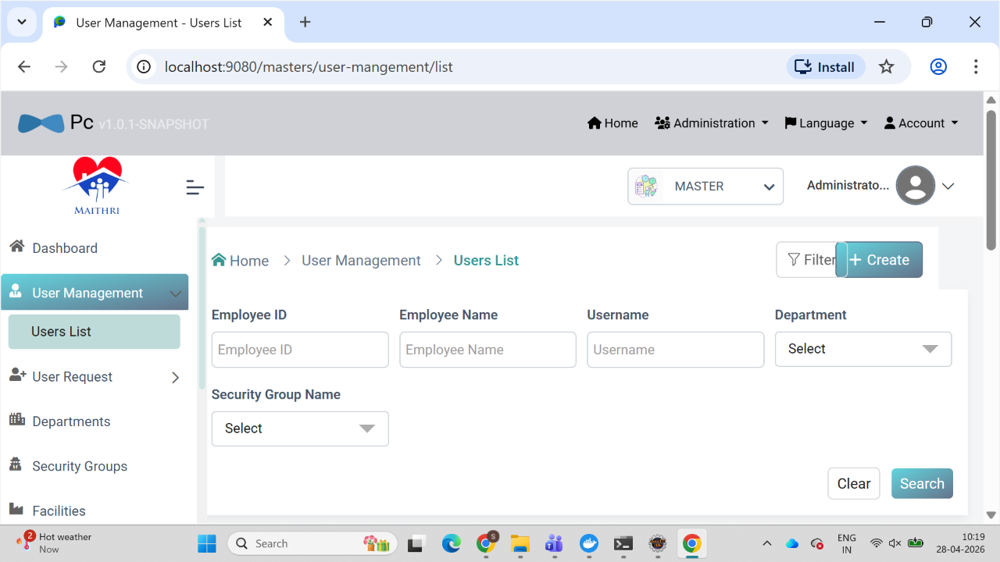 User Management - Users List
localhost:9080/masters/user-mangement/list
Install
Pc v1.0.1-SNAPSHOT
Home
Administration
Language
Account
MAITHRI
MASTER
Administrato...
Dashboard
User Management
Users List
User Request
Departments
Security Groups
Facilities
Home > User Management > Users List
Filter
+ Create
Employee ID
Employee Name
Username
Department
Employee ID
Employee Name
Username
Select
Security Group Name
Select
Clear
Search
2
Hot weather
Now
Search
S
T
ENG
IN
10:19
28-04-2026